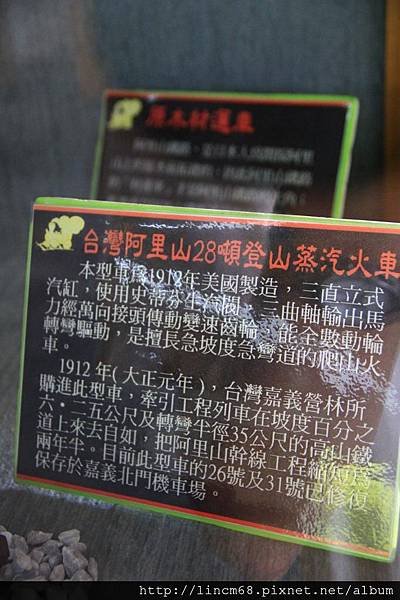 原木材運車
台灣阿里山28噸登山蒸汽火車
本型車為1912年美國製造，三直立式
汽缸，使用史蒂芬生汽閥，三曲軸輸出馬
力經萬向接頭傳動變速齒輪，能全數動輪
轉彎驅動，是擅長急坡度急彎道的爬山火
車。
1912年(大正元年)，台灣嘉義營林所
購進此型車，牽引工程列車在坡度百分之
六·二五公尺及轉彎半徑35公尺的高山鐵
道上來去自如，把阿里山幹線工程縮短為
兩年半。目前此型車的26號及31號已修復
保存於嘉義北門機車場。
http://lincm68.pixnet.net/album